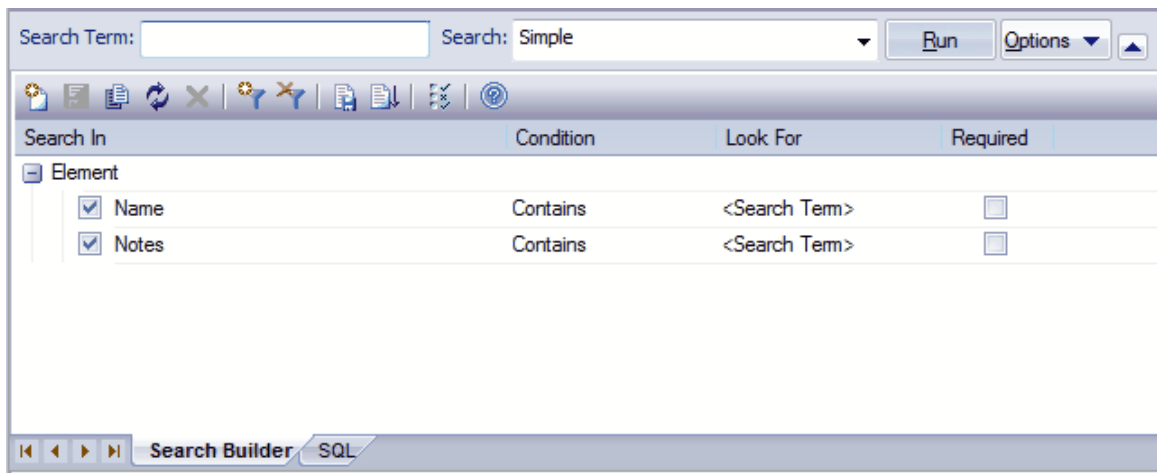 Search Term: Search: Simple Run Options
Search In Condition Look For Required
Element
Name Contains <Search Term>
Notes Contains <Search Term>
Search Builder SQL